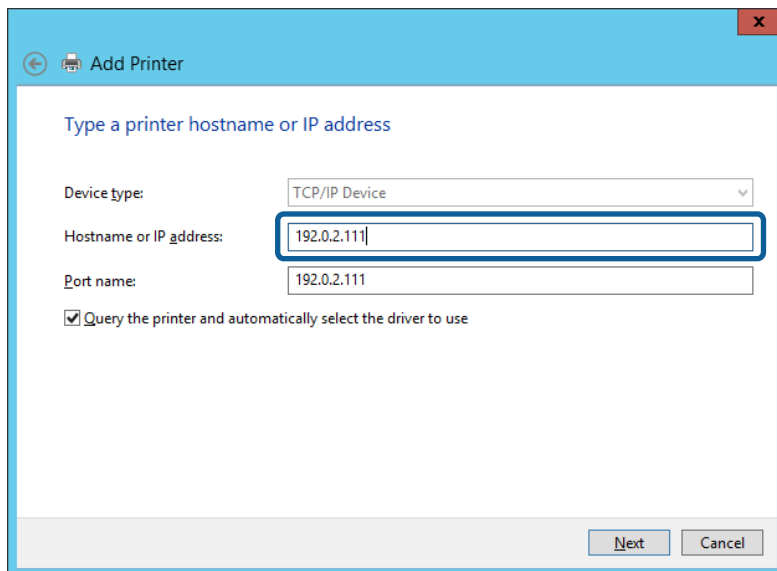 x
Add Printer
Type a printer hostname or IP address
Device type: TCP/IP Device
Hostname or IP address: 192.0.2.111
Port name: 192.0.2.111
Query the printer and automatically select the driver to use
Next Cancel